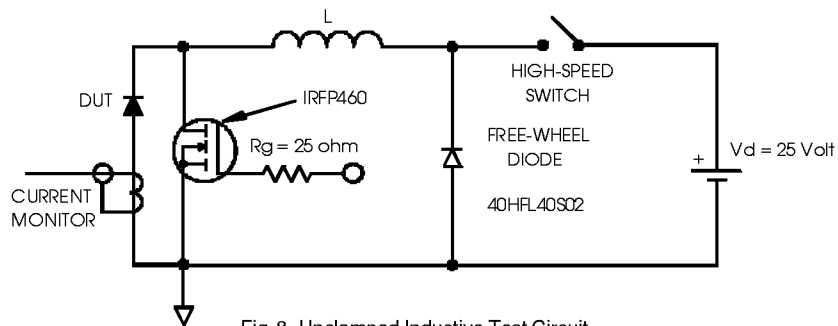 L
IRFP460
HIGH-SPEED
SWITCH
DUT
Rg = 25 ohm
FREE-WHEEL
DIODE
+
Vd = 25 Volt
CURRENT
MONITOR
40HFL40S02
Fig. 8- Unclamped Inductive Test Circuit